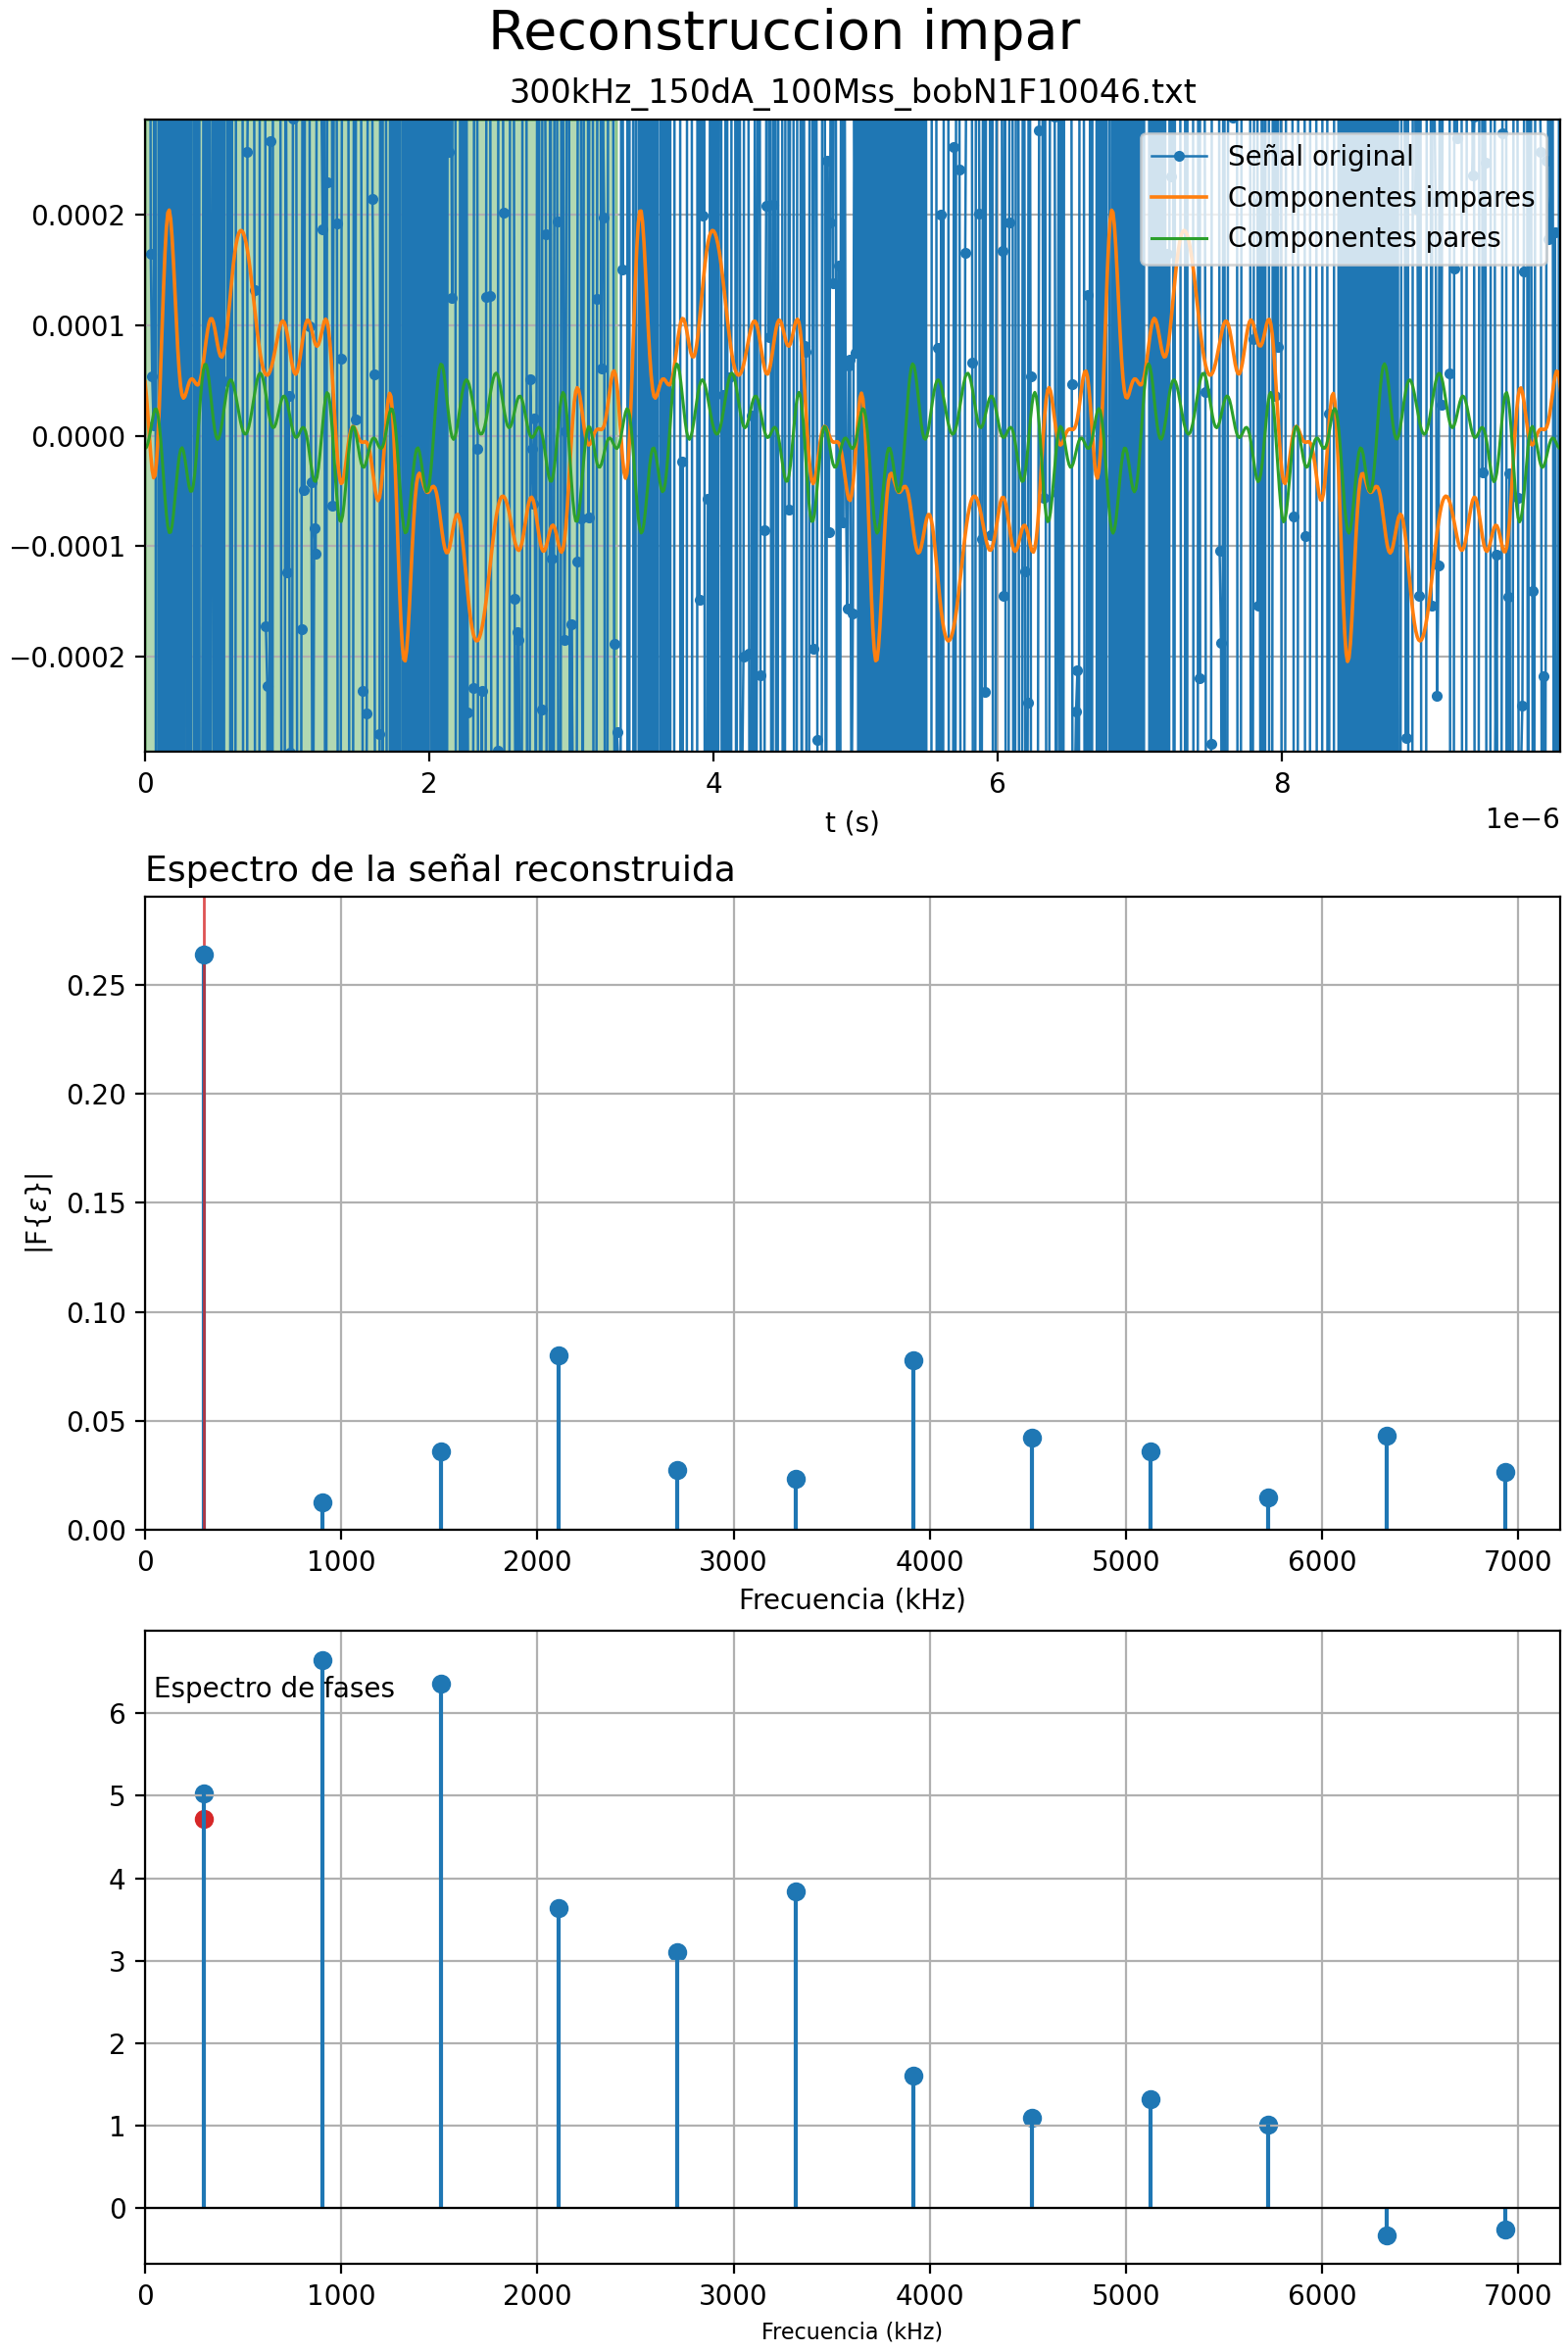 Reconstruccion impar
300kHz_150dA_100Mss_bobN1F10046.txt
Señal original
Componentes impares
Componentes pares
0.0002
0.0001
0.0000
−0.0001
−0.0002
0 2 4 6 8
1e−6
t (s)
Espectro de la señal reconstruida
0.25
0.20
0.15
0.10
0.05
0.00
|F{ε}|
0 1000 2000 3000 4000 5000 6000 7000
Frecuencia (kHz)
Espectro de fases
6
5
4
3
2
1
0
0 1000 2000 3000 4000 5000 6000 7000
Frecuencia (kHz)